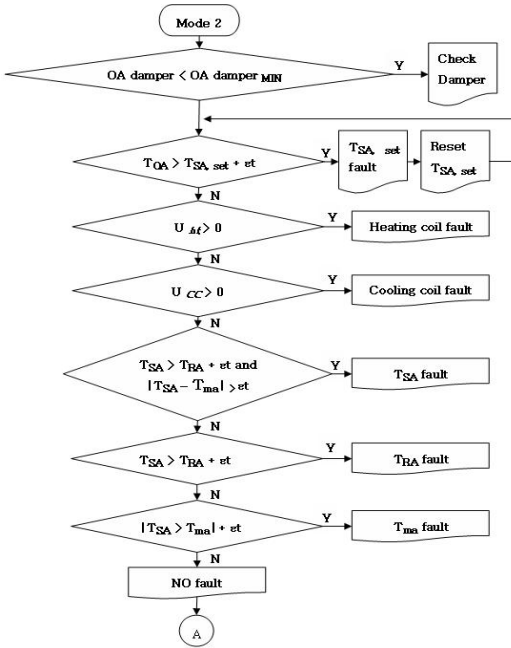 Mode 2
OA damper < OA damper MIN
Y
Check
Damper
TOA > TSA, set + εt
Y
TSA, set
fault
Reset
TSA, set
N
U ht > 0
Y
Heating coil fault
N
U CC > 0
Y
Cooling coil fault
N
TSA > TRA + εt and
|TSA – Tma| > εt
Y
TSA fault
N
TSA > TRA + εt
Y
TRA fault
N
|TSA > Tma| + εt
Y
Tma fault
N
NO fault
A